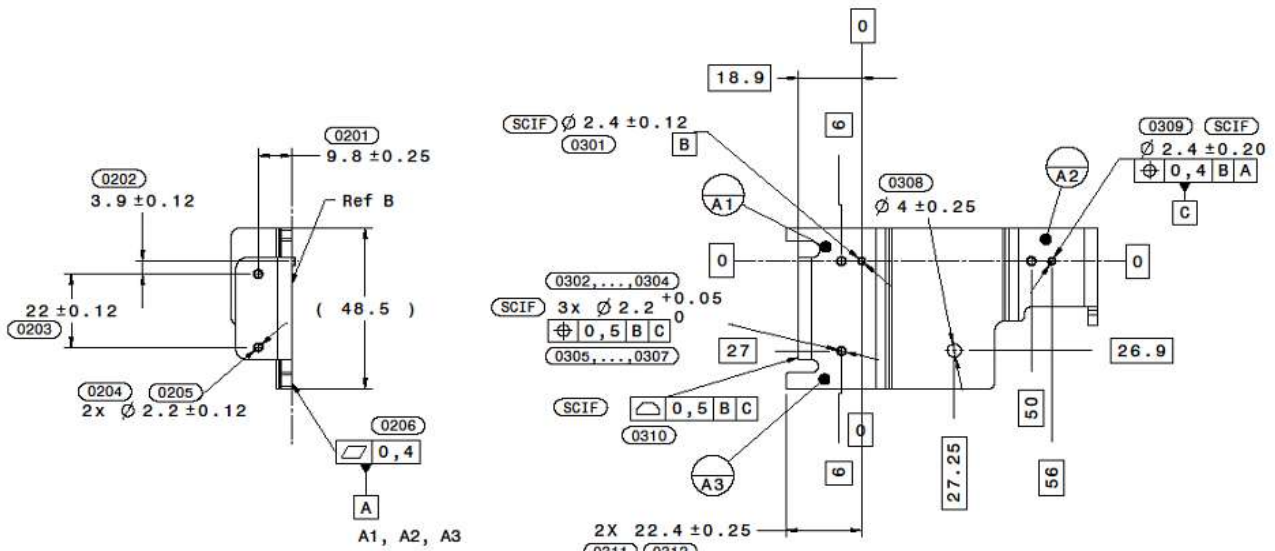 0
18.9
SCIF Ø 2.4 ±0.12
0301
B
6
0309 SCIF
Ø 2.4 ±0.20
⌖ 0,4 B A
C
0201
9.8 ±0.25
0202
3.9 ±0.12
Ref B
A1
0308
Ø 4 ±0.25
A2
0
0
22 ±0.12
0203
( 48.5 )
0302,...,0304
SCIF 3x Ø 2.2 +0.05
0
⌖ 0,5 B C
0305,...,0307
27
26.9
0204 0205
2x Ø 2.2 ±0.12
SCIF
⌓ 0,5 B C
0310
0206
⏥ 0,4
A
A1, A2, A3
A3
6
0
27.25
50
56
2X 22.4 ±0.25
0311 0312